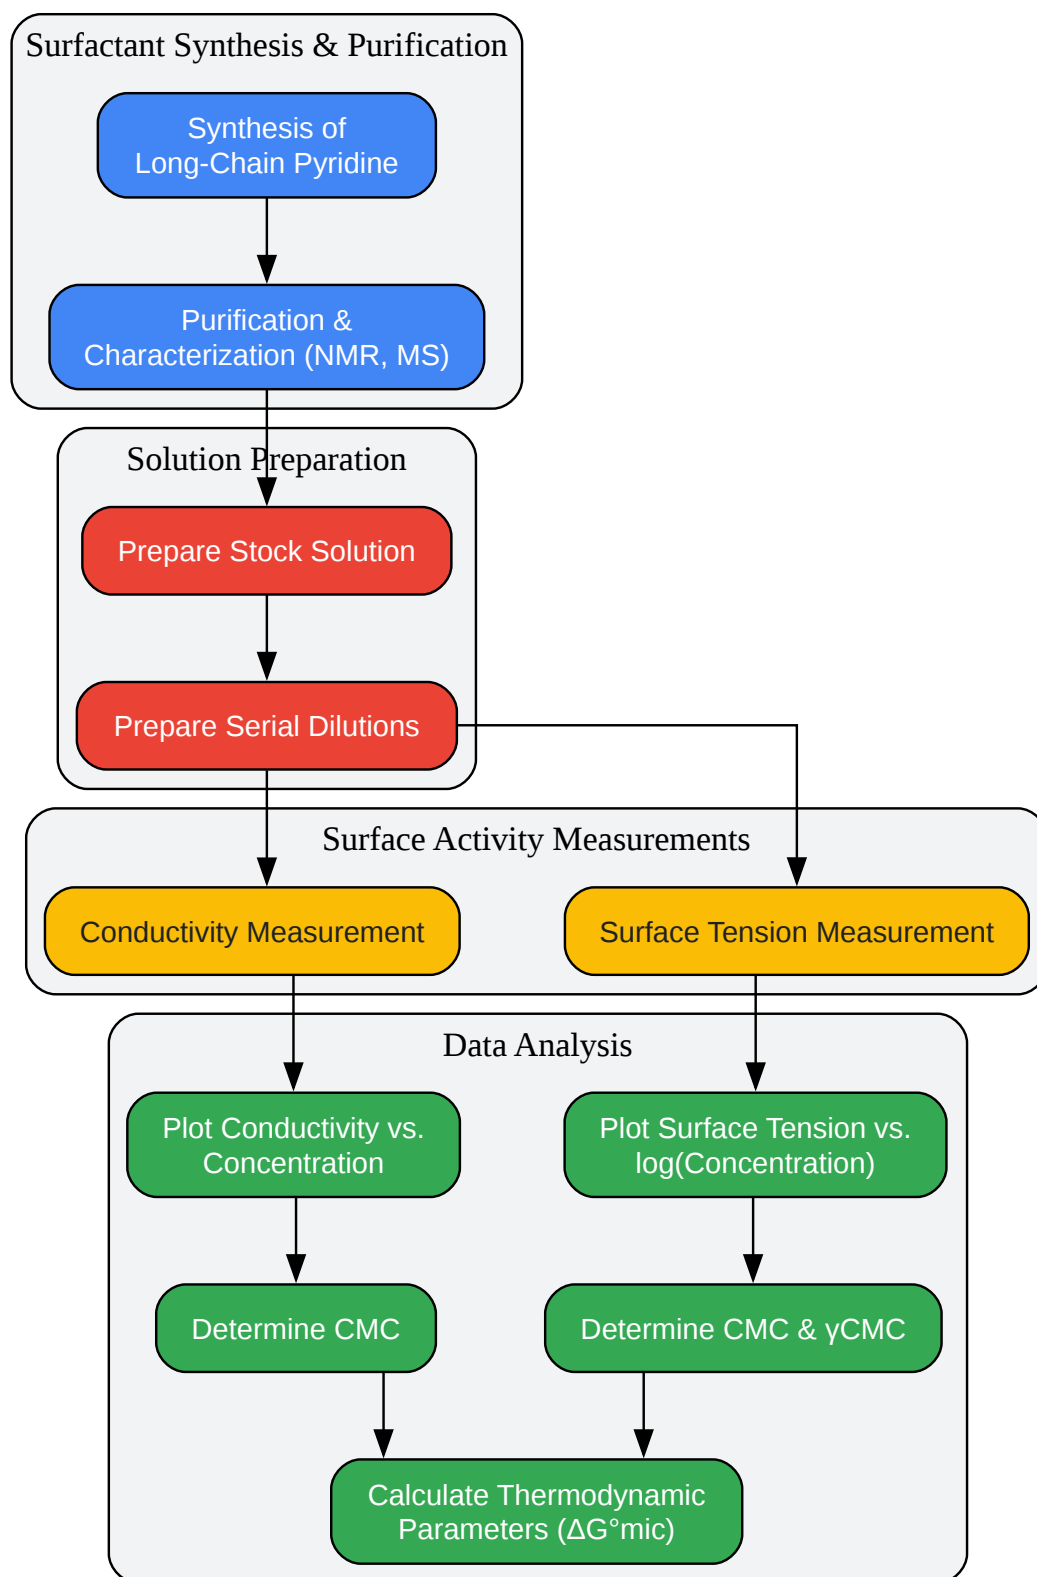 Surfactant Synthesis & Purification
Synthesis of
Long-Chain Pyridine
Purification &
Characterization (NMR, MS)
Solution Preparation
Prepare Stock Solution
Prepare Serial Dilutions
Surface Activity Measurements
Conductivity Measurement
Surface Tension Measurement
Data Analysis
Plot Conductivity vs.
Concentration
Plot Surface Tension vs.
log(Concentration)
Determine CMC
Determine CMC & γCMC
Calculate Thermodynamic
Parameters (ΔG°mic)